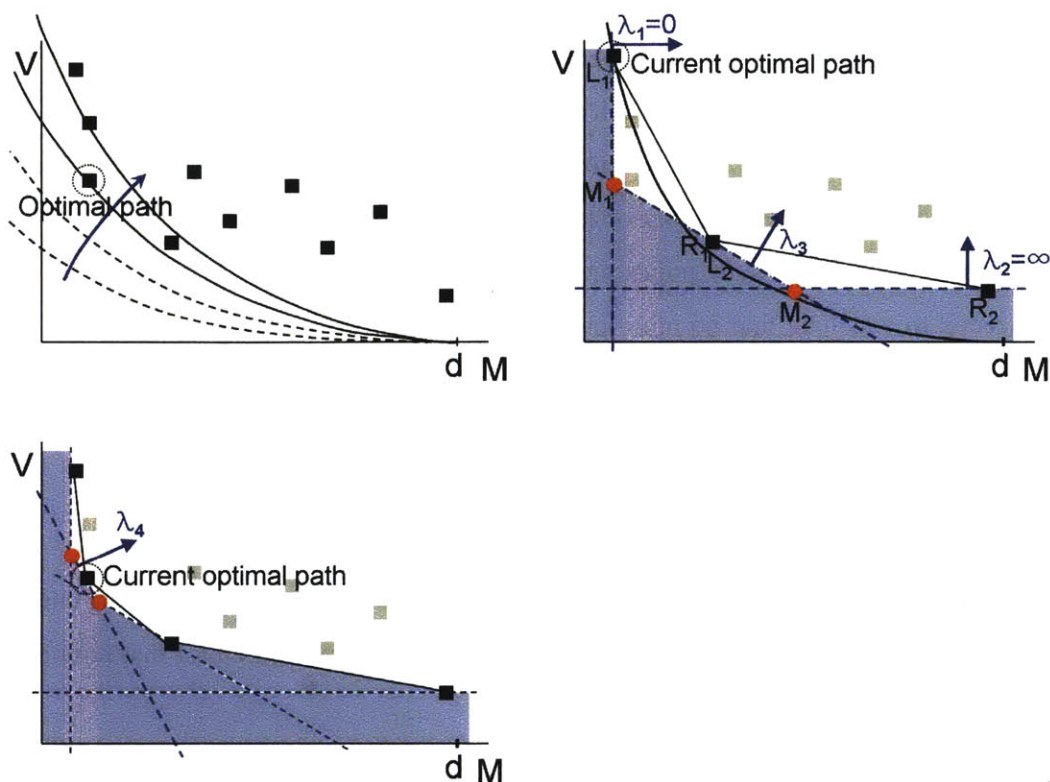 V
Optimal path
d M
λ₁=0
V
L₁
Current optimal path
M₁
R₁
L₂
λ₃
λ₂=∞
M₂
R₂
d M
V
λ₄
Current optimal path
d M